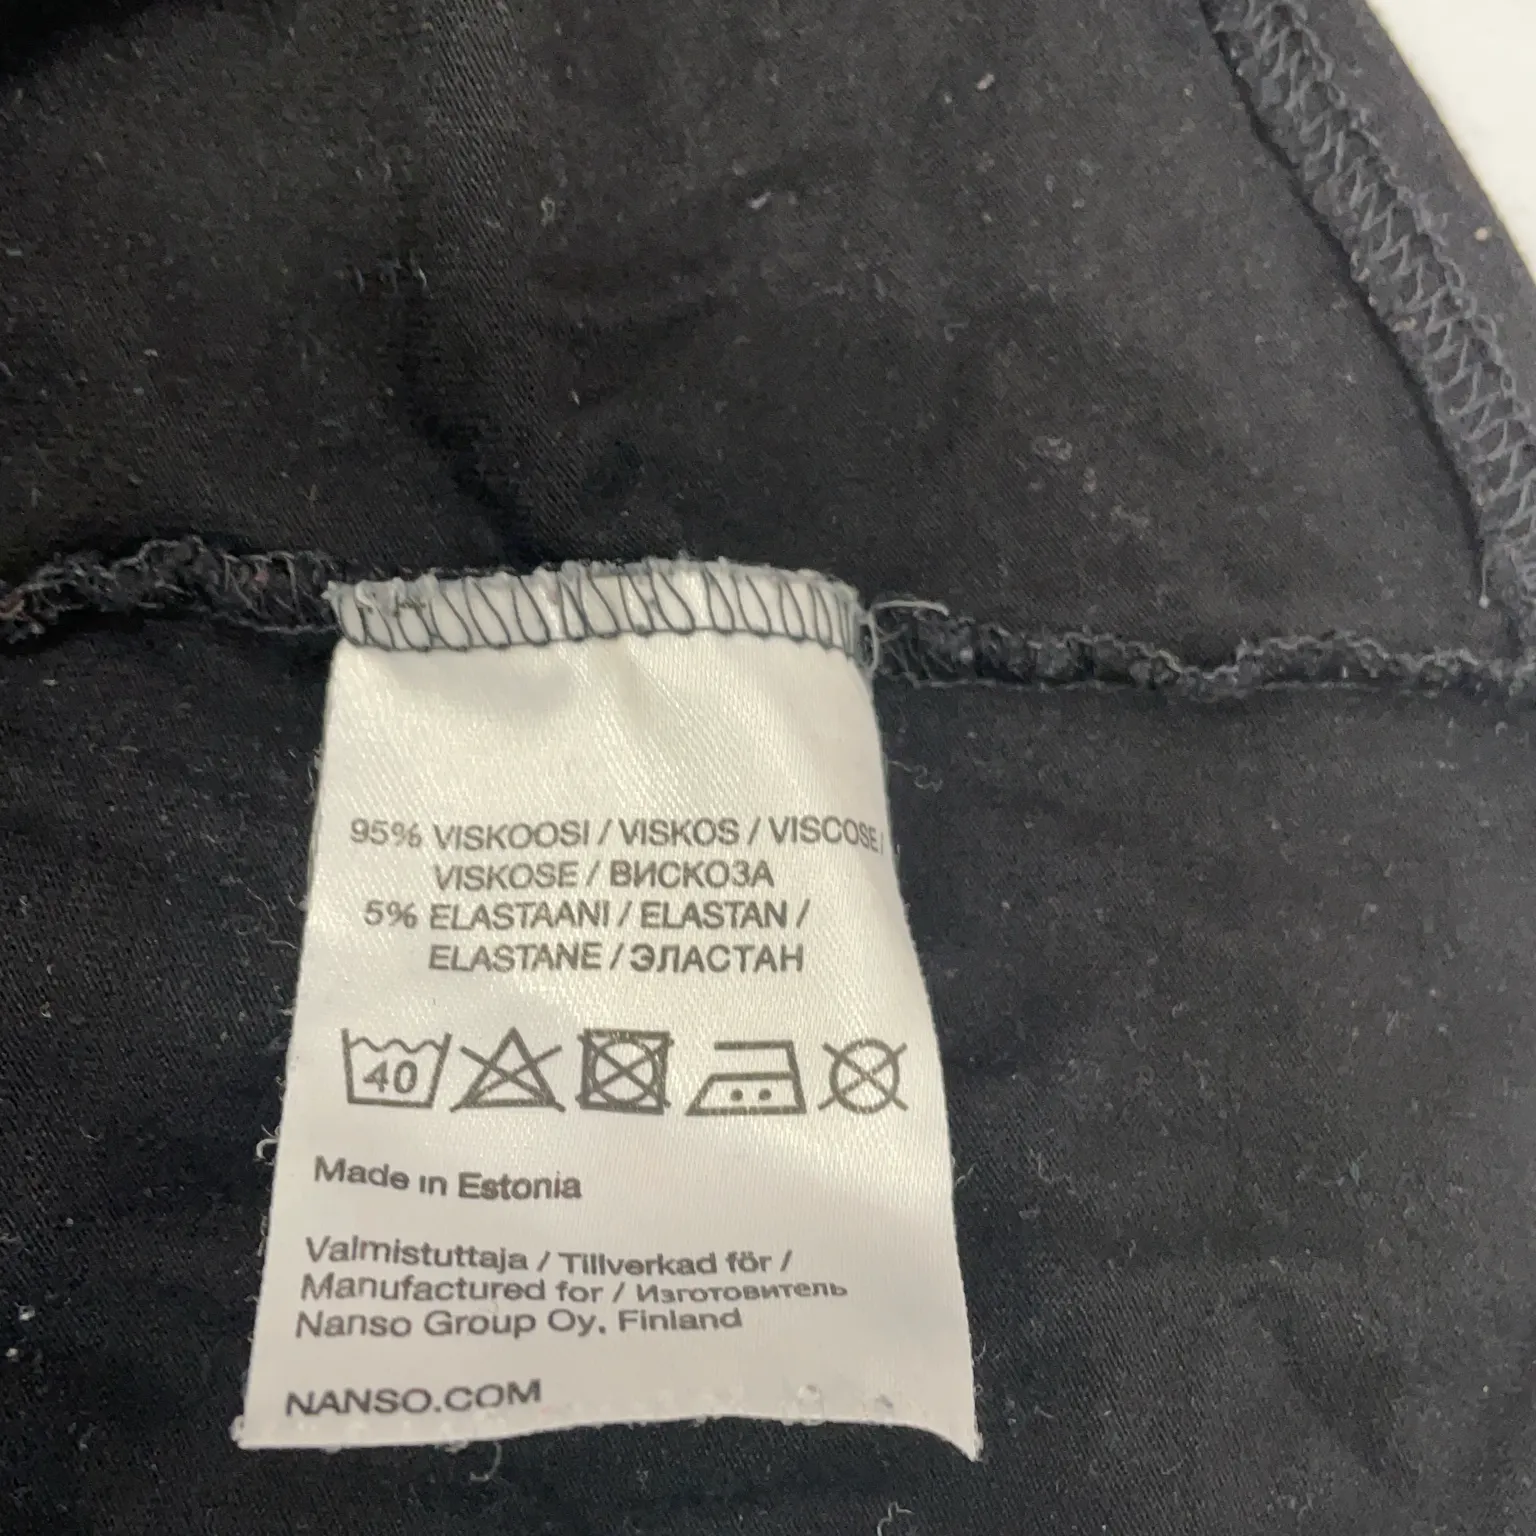 95% VISKOOSI / VISKOS / VISCOSE /
VISKOSE / ВИСКОЗА
5% ELASTAANI / ELASTAN /
ELASTANE / ЭЛАСТАН
40
Made in Estonia
Valmistuttaja / Tillverkad för /
Manufactured for / Изготовитель
Nanso Group Oy, Finland
NANSO.COM